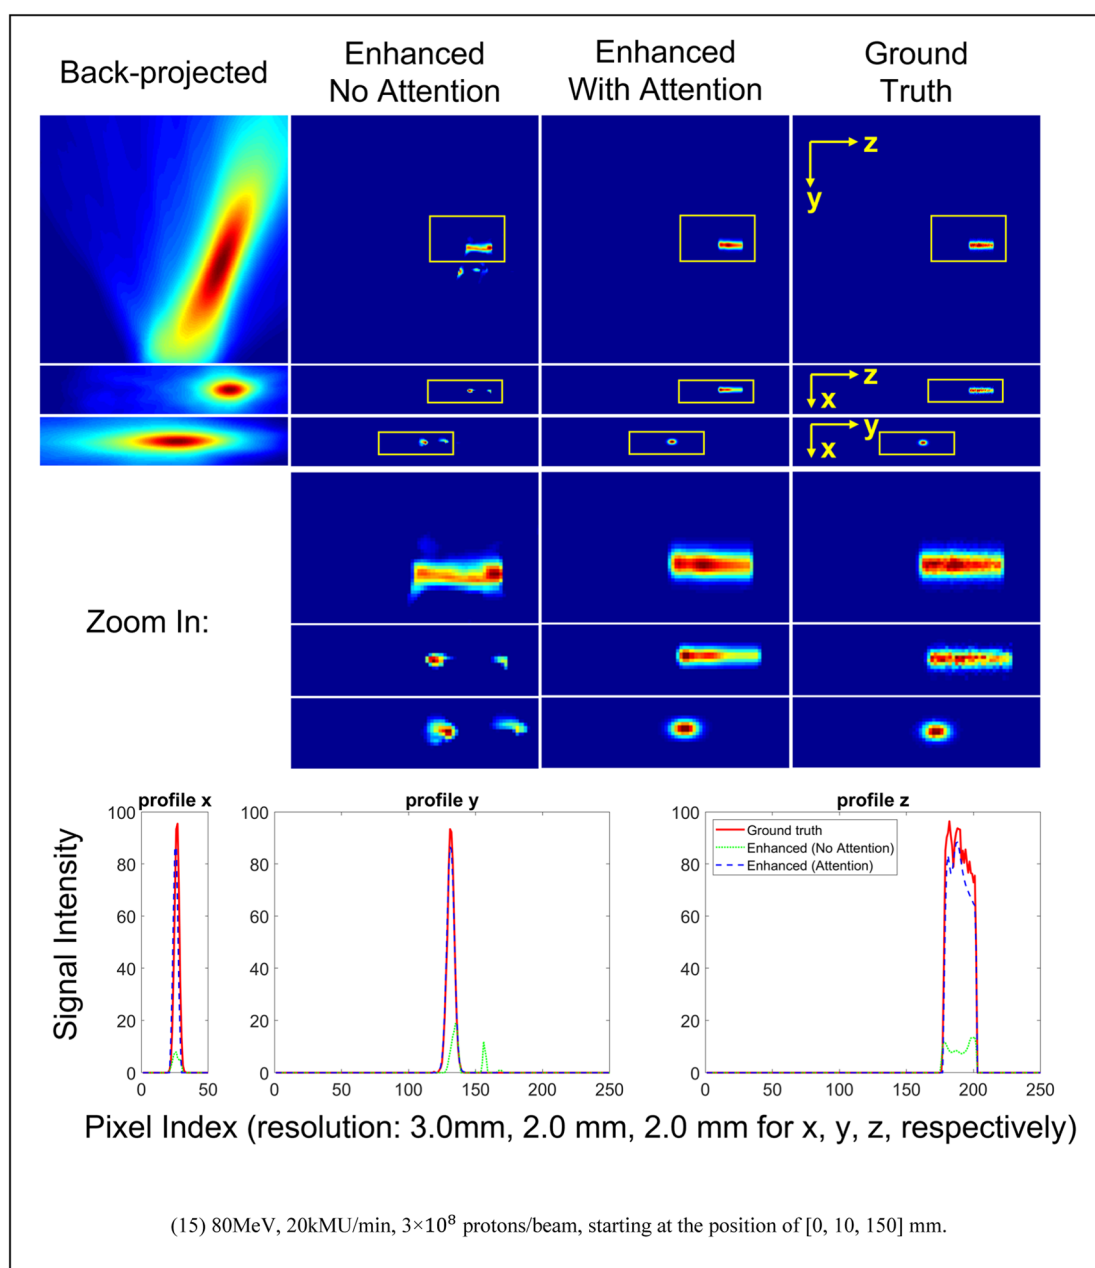 Back-projected
Enhanced
No Attention
Enhanced
With Attention
Ground
Truth
z
y
z
x
y
x
Zoom In:
profile x
profile y
profile z
Signal Intensity
100
80
60
40
20
0
0
50
100
80
60
40
20
0
0
50
100
150
200
250
100
80
60
40
20
0
0
50
100
150
200
250
Ground truth
Enhanced (No Attention)
Enhanced (Attention)
Pixel Index (resolution: 3.0mm, 2.0 mm, 2.0 mm for x, y, z, respectively)
(15) 80MeV, 20kMU/min, 3×10⁸ protons/beam, starting at the position of [0, 10, 150] mm.